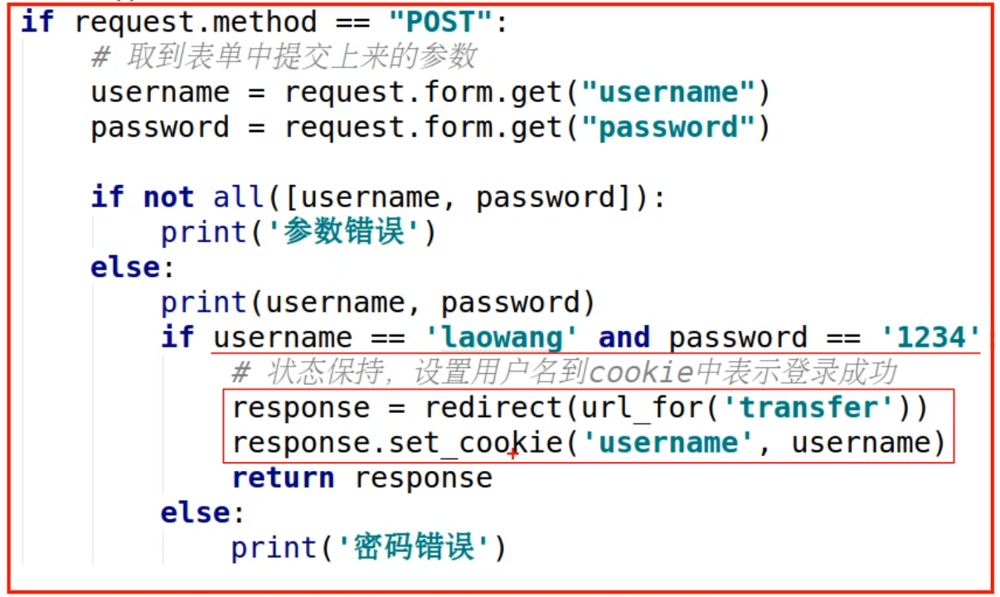 if request.method == "POST":
# 取到表单中提交上来的参数
username = request.form.get("username")
password = request.form.get("password")
if not all([username, password]):
print('参数错误')
else:
print(username, password)
if username == 'laowang' and password == '1234'
# 状态保持，设置用户名到cookie中表示登录成功
response = redirect(url_for('transfer'))
response.set_cookie('username', username)
return response
else:
print('密码错误')